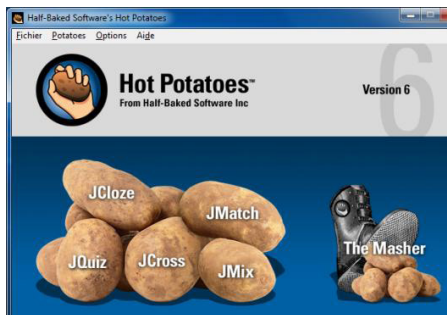 Half-Baked Software's Hot Potatoes
Fichier Potatoes Options Aide
Hot Potatoes™
From Half-Baked Software Inc
Version 6
6
JCloze
JMatch
JQuiz
JCross
JMix
The Masher